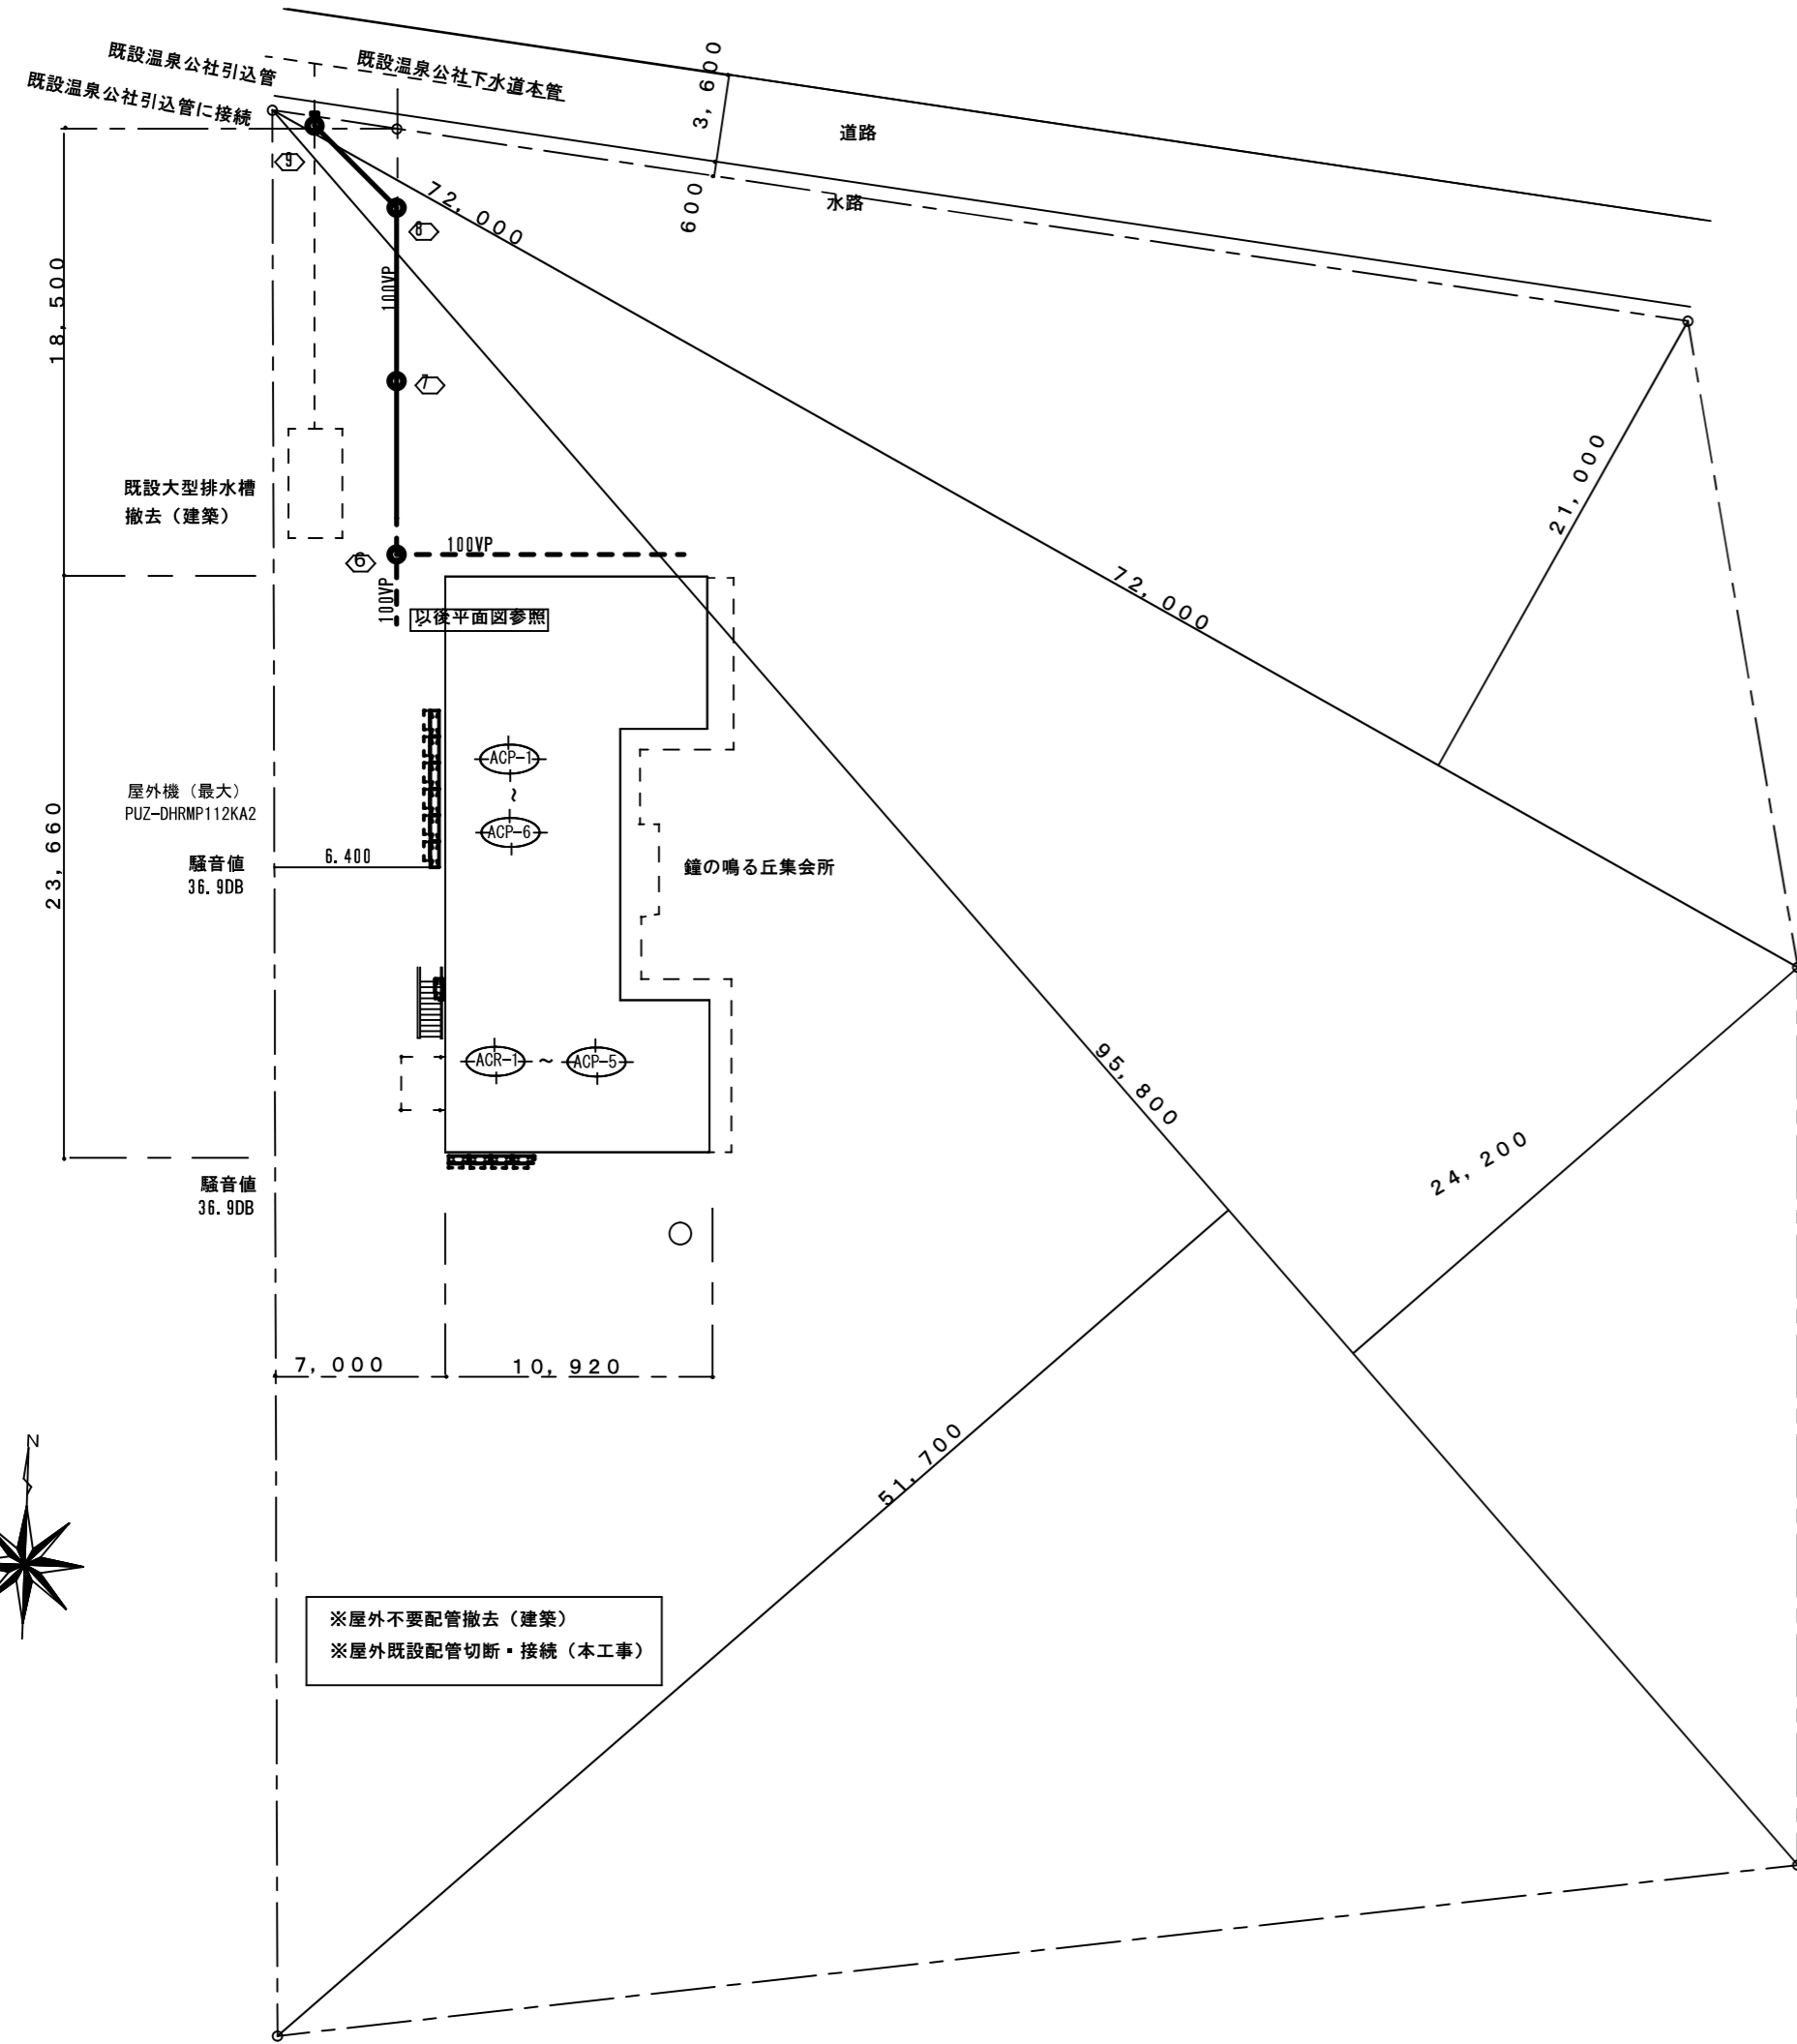 既設温泉公社引込管
既設温泉公社下水道本管
既設温泉公社引込管に接続
3,600
道路
600
水路
9
8
72,000
18,500
100VP
7
21,000
既設大型排水槽
撤去（建築）
6
100VP
100VP
以後平面図参照
72,000
ACP-1
~
ACP-6
屋外機（最大）
PUZ-DHRMP112KA2
23,660
騒音値
36.9DB
6.400
鐘の鳴る丘集会所
ACR-1 ~ ACP-5
95,800
24,200
騒音値
36.9DB
7,000
10,920
51,700
N
※屋外不要配管撤去（建築）
※屋外既設配管切断・接続（本工事）